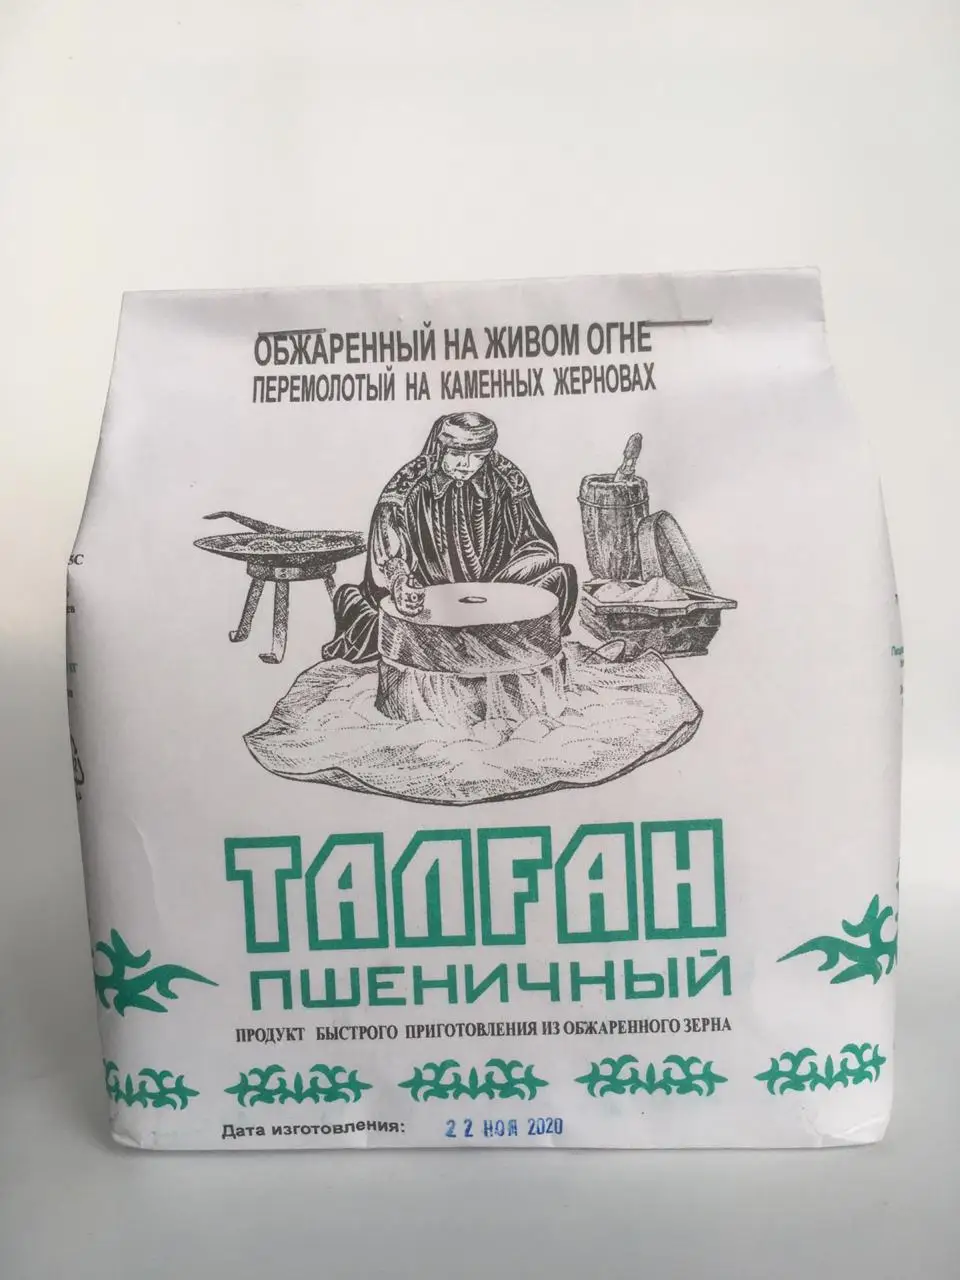 ОБЖАРЕННЫЙ НА ЖИВОМ ОГНЕ
ПЕРЕМОЛОТЫЙ НА КАМЕННЫХ ЖЕРНОВАХ
ТАЛҒАН
ПШЕНИЧНЫЙ
ПРОДУКТ БЫСТРОГО ПРИГОТОВЛЕНИЯ ИЗ ОБЖАРЕННОГО ЗЕРНА
Дата изготовления: 22 НОЯ 2020